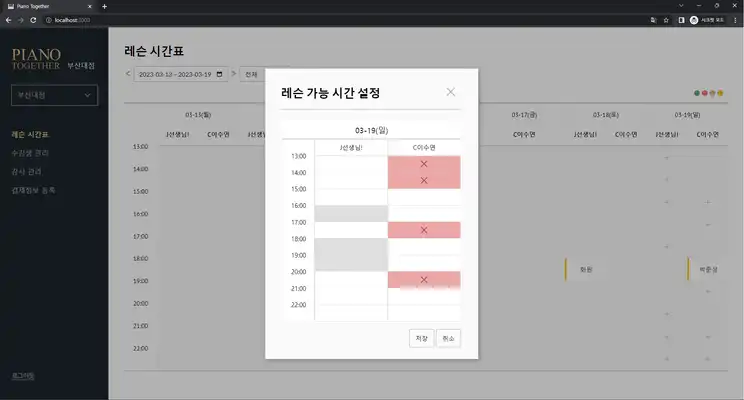 Piano Together
localhost:3000
시크릿 모드
PIANO
TOGETHER 부산대점
부산대점
레슨 시간표
수강생 관리
강사 관리
결제정보 등록
로그아웃
레슨 시간표
2023-03-13 ~ 2023-03-19
전체
03-13(월)
03-17(금)
03-18(토)
03-19(일)
J선생님!
C이수연
C이수연
J선생님!
C이수연
J선생님!
C이수연
13:00
14:00
15:00
16:00
17:00
18:00
19:00
20:00
21:00
22:00
회원
레슨 가능 시간 설정
03-19(일)
J선생님!
C이수연
13:00
14:00
15:00
16:00
17:00
18:00
19:00
20:00
21:00
22:00
저장
취소